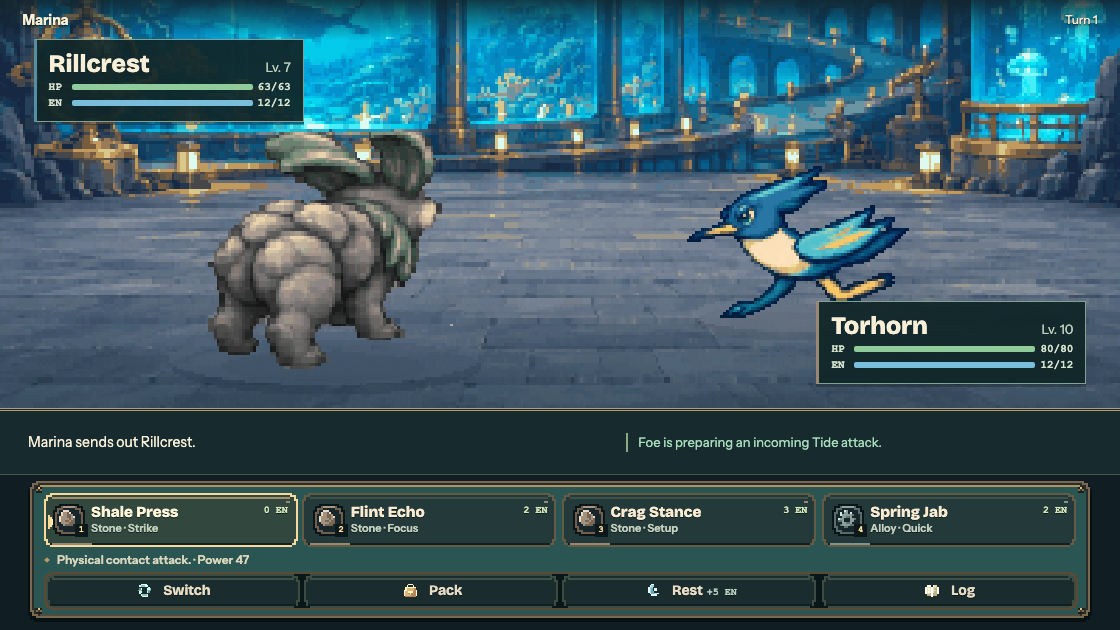 Marina
Turn 1
Rillcrest Lv. 7
HP 63/63
EN 12/12
Torhorn Lv. 10
HP 80/80
EN 12/12
Marina sends out Rillcrest.
Foe is preparing an incoming Tide attack.
1 Shale Press 0 EN
Stone·Strike
2 Flint Echo 2 EN
Stone·Focus
3 Crag Stance 3 EN
Stone·Setup
4 Spring Jab 2 EN
Alloy·Quick
Physical contact attack.·Power 47
Switch
Pack
Rest +5 EN
Log